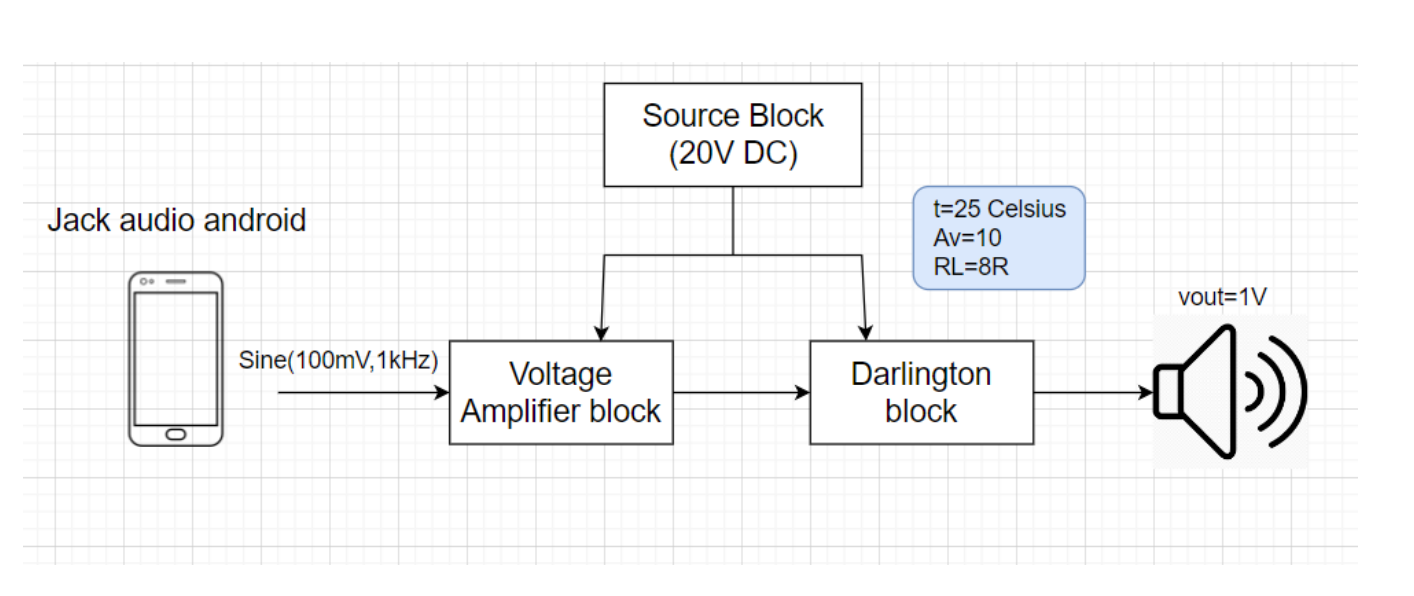 Source Block
(20V DC)
t=25 Celsius
Av=10
RL=8R
Jack audio android
vout=1V
Sine(100mV,1kHz)
Voltage
Amplifier block
Darlington
block